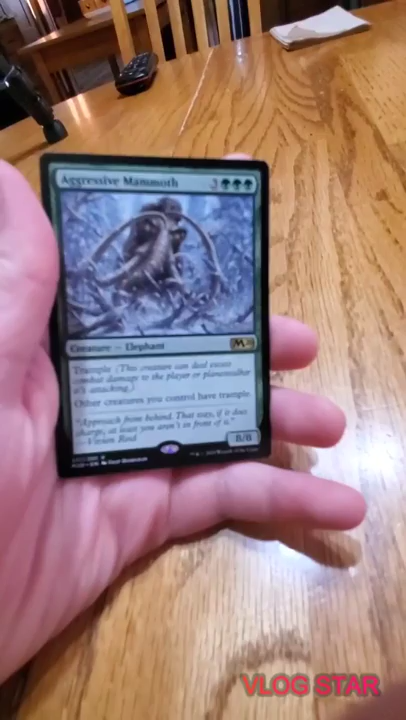 Aggressive Mammoth 3
Creature — Elephant
M20
Trample (This creature can deal excess
combat damage to the player or planeswalker
it's attacking.)
Other creatures you control have trample.
"Approach from behind. That way, if it does
charge, at least you aren't in front of it."
—Vivien Reid
8/8
VLOG STAR